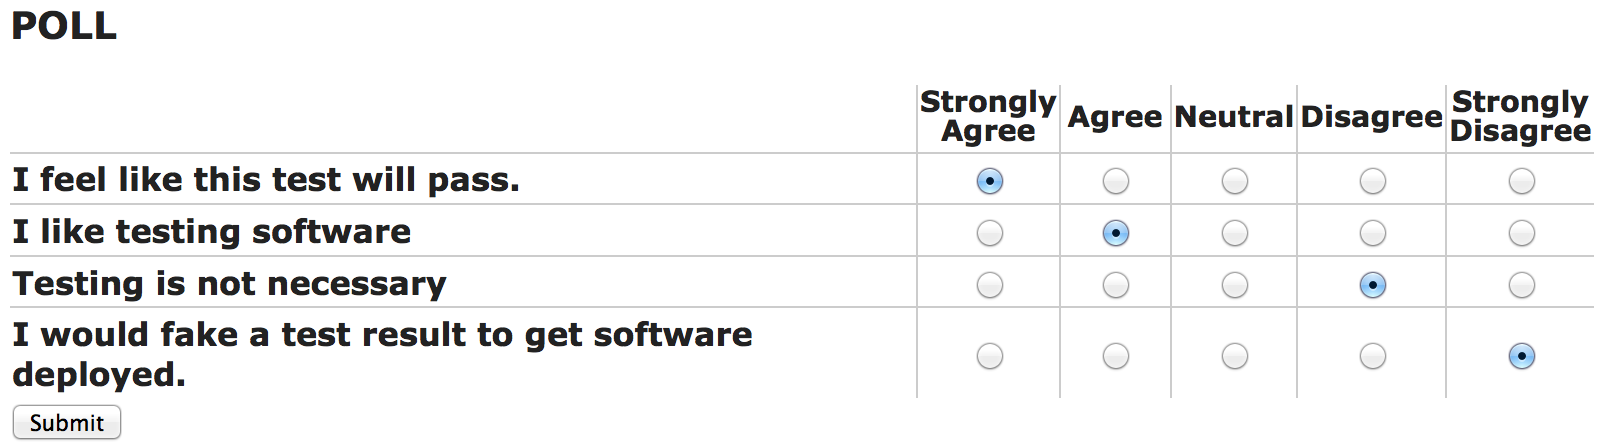 POLL
Strongly Agree Agree Neutral Disagree Strongly Disagree
I feel like this test will pass.
I like testing software
Testing is not necessary
I would fake a test result to get software
deployed.
Submit